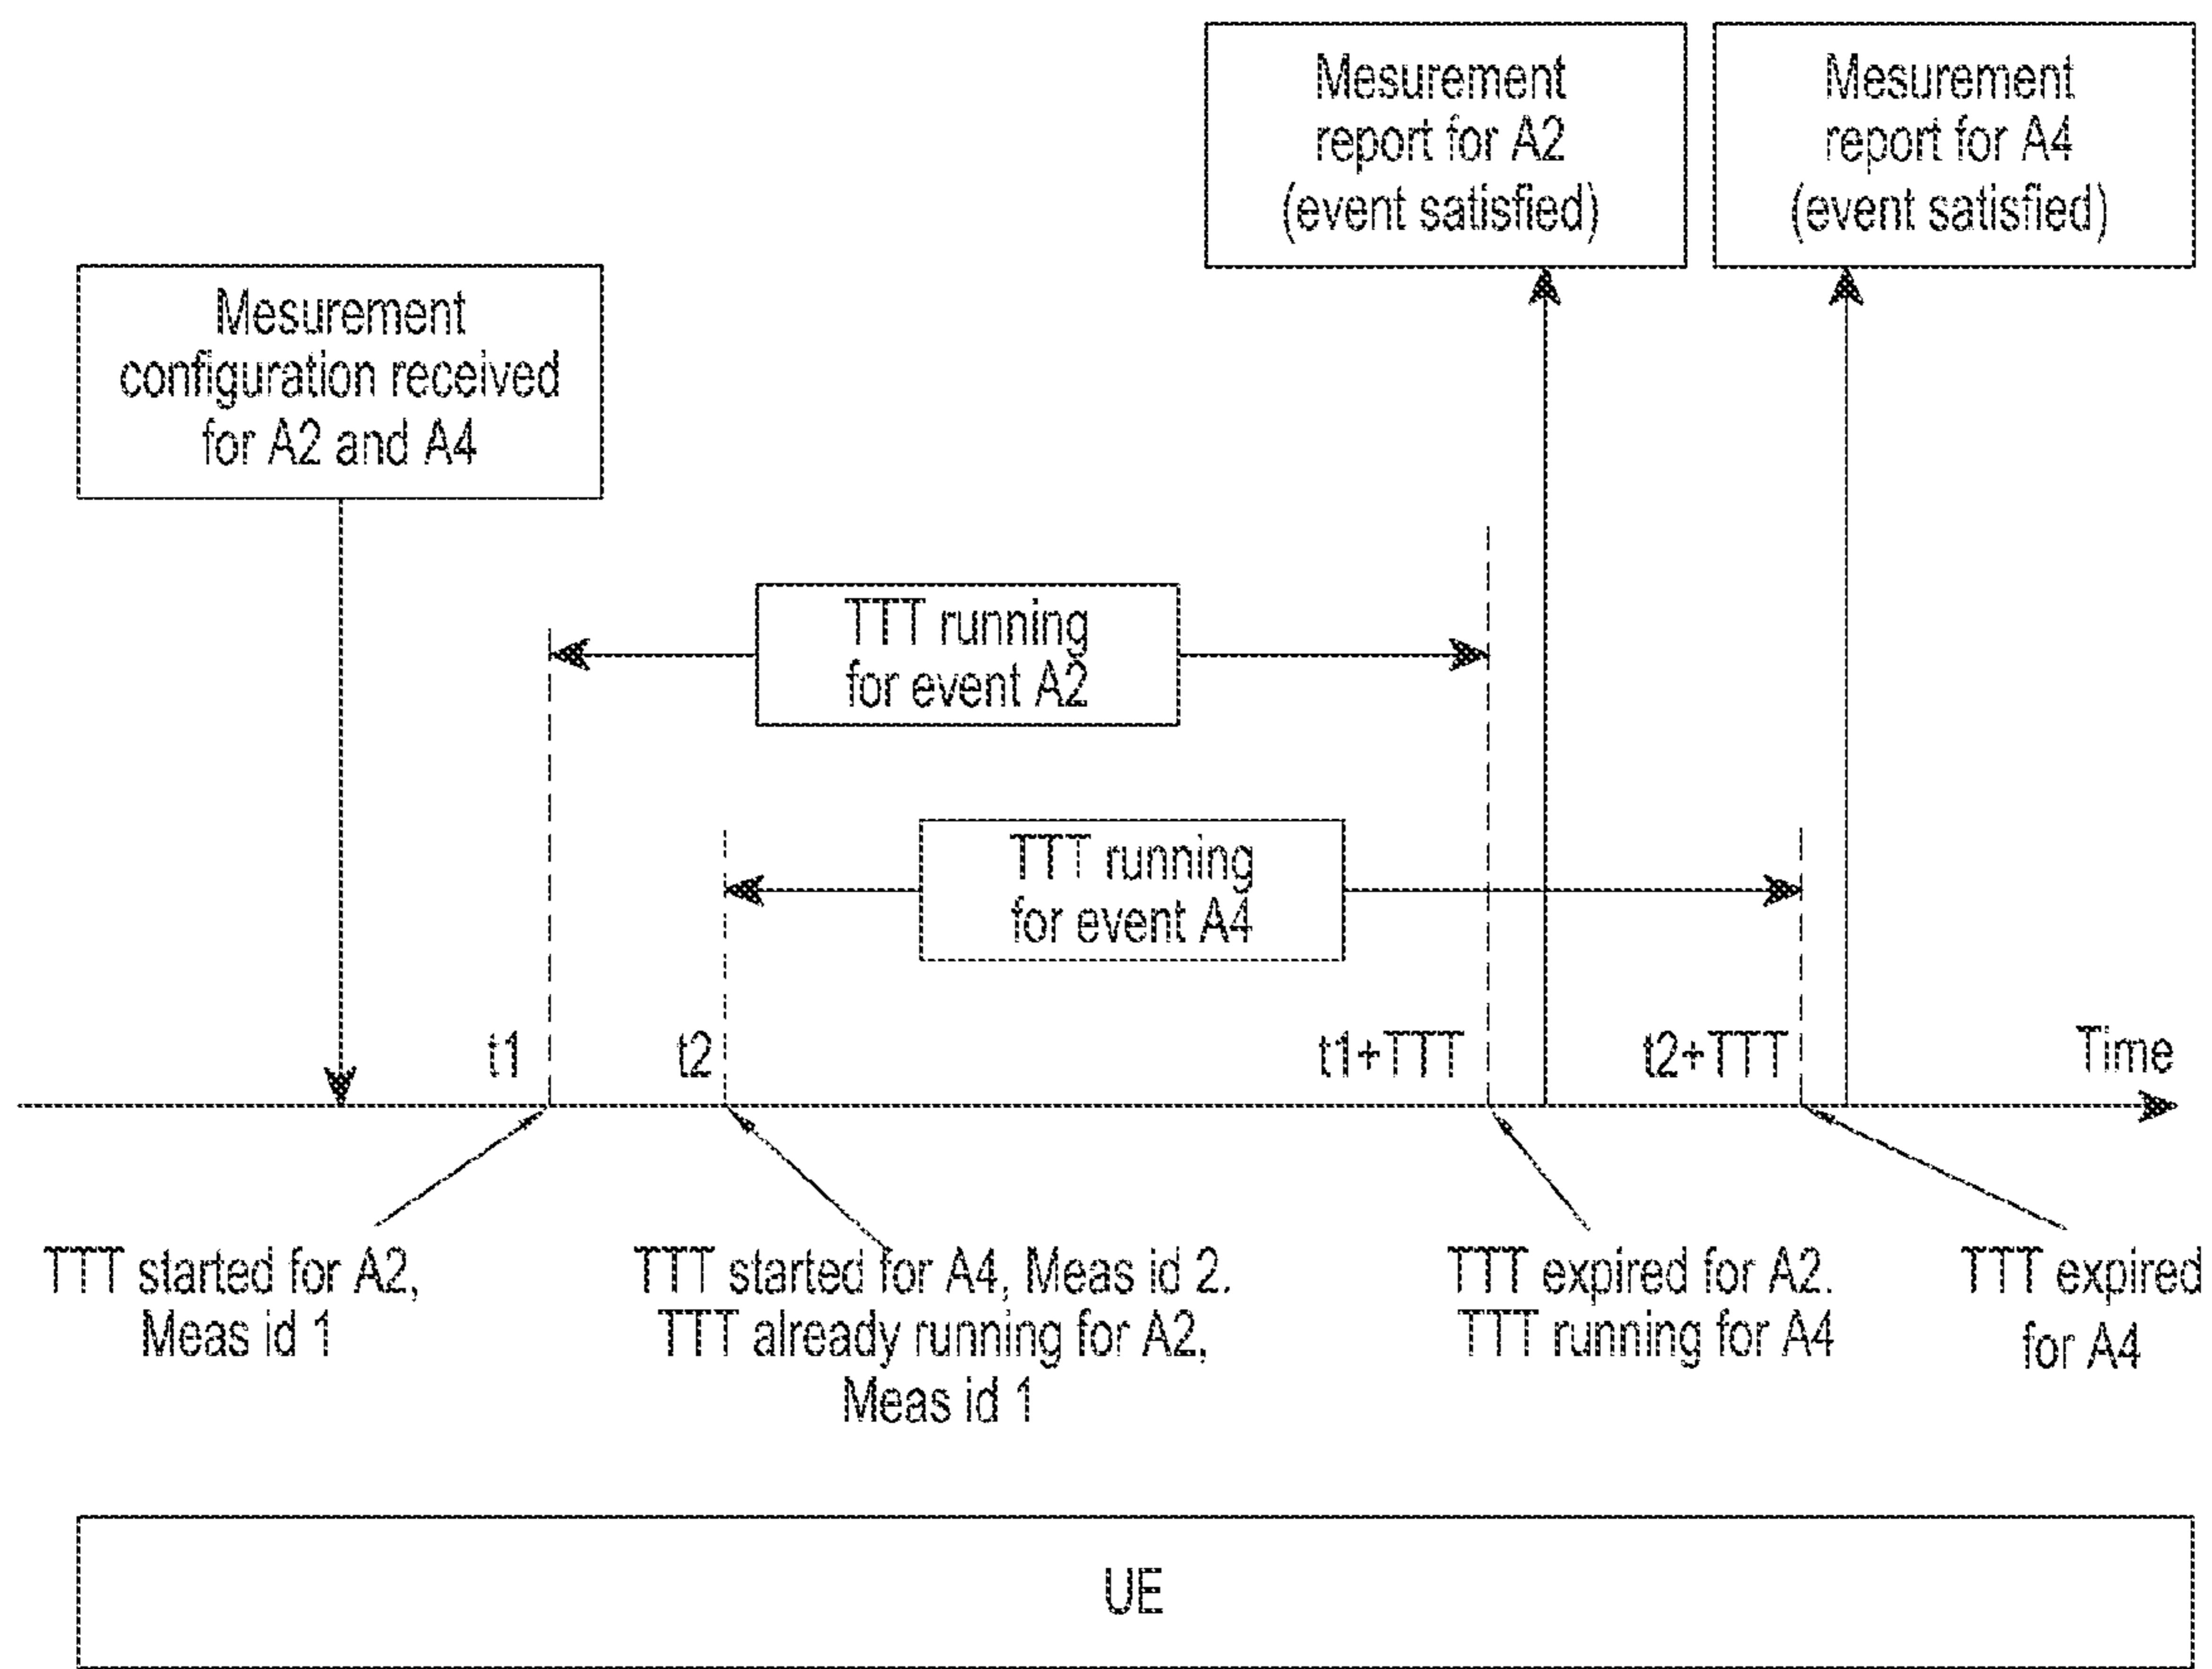 Mesurement
report for A2
(event satisfied)
Mesurement
report for A4
(event satisfied)
Mesurement
configuration received
for A2 and A4
TTT running
for event A2
TTT running
for event A4
t1
t2
t1+TTT
t2+TTT
Time
TTT started for A2,
Meas id 1
TTT started for A4, Meas id 2.
TTT already running for A2,
Meas id 1
TTT expired for A2.
TTT running for A4
TTT expired
for A4
UE